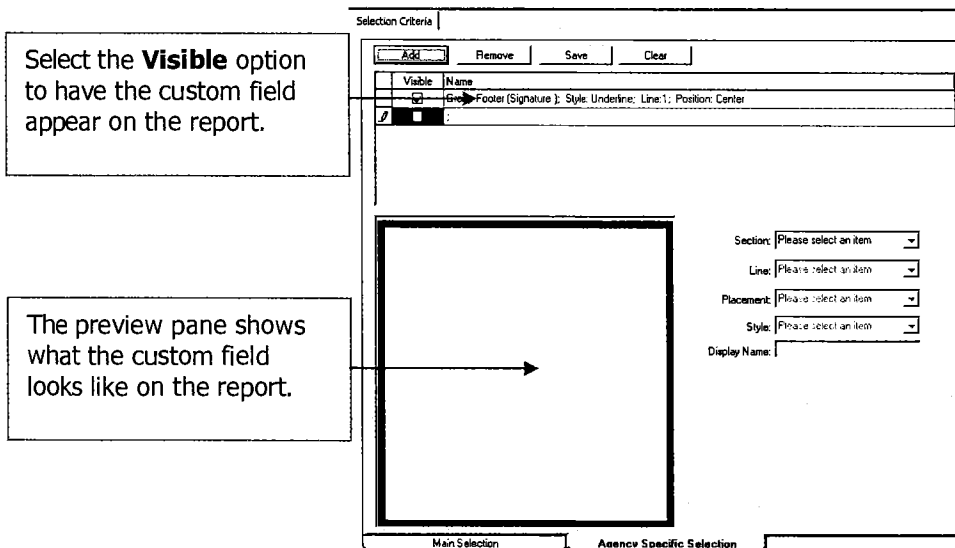 Selection Criteria
Select the Visible option
to have the custom field
appear on the report.
Add Remove Save Clear
Visible Name
Footer (Signature ); Style: Underline; Line:1; Position: Center
;
The preview pane shows
what the custom field
looks like on the report.
Section: Please select an item
Line: Please select an item
Placement: Please select an item
Style: Please select an item
Display Name:
Main Selection Agency Specific Selection